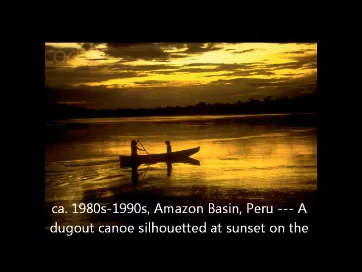 ca. 1980s-1990s, Amazon Basin, Peru --- A
dugout canoe silhouetted at sunset on the